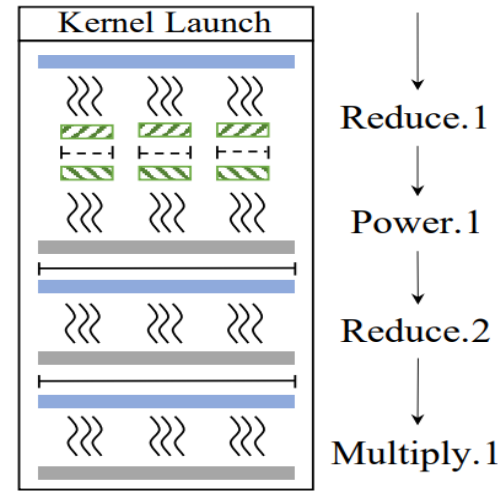 Kernel Launch
Reduce.1
Power.1
Reduce.2
Multiply.1